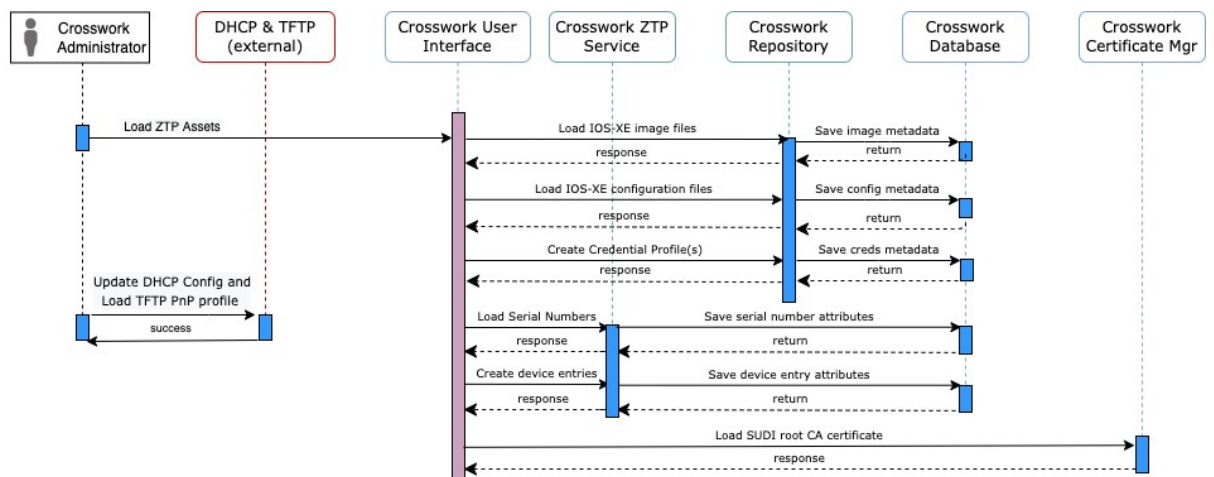 Crosswork
Administrator
DHCP & TFTP
(external)
Crosswork User
Interface
Crosswork ZTP
Service
Crosswork
Repository
Crosswork
Database
Crosswork
Certificate Mgr
Load ZTP Assets
Load IOS-XE image files
Save image metadata
response
return
Load IOS-XE configuration files
Save config metadata
response
return
Create Credential Profile(s)
Save creds metadata
response
return
Update DHCP Config and
Load TFTP PnP profile
success
Load Serial Numbers
Save serial number attributes
response
return
Create device entries
Save device entry attributes
response
return
Load SUDI root CA certificate
response